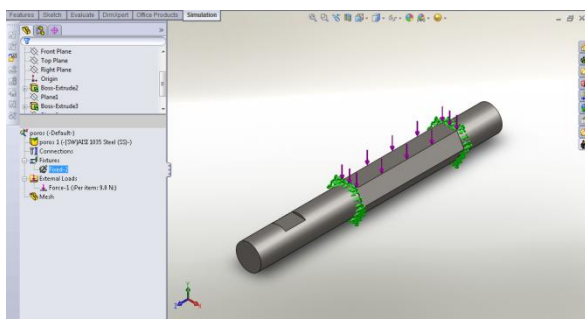 Features Sketch Evaluate DimXpert Office Products Simulation
Front Plane
Top Plane
Right Plane
Origin
Boss-Extrude2
Plane1
Boss-Extrude3
poros (-Default-)
poros 1 (-[SW]AISI 1035 Steel (SS)-)
Connections
Fixtures
Fixed-2
External Loads
Force-1 (:Per item: 9.8 N:)
Mesh